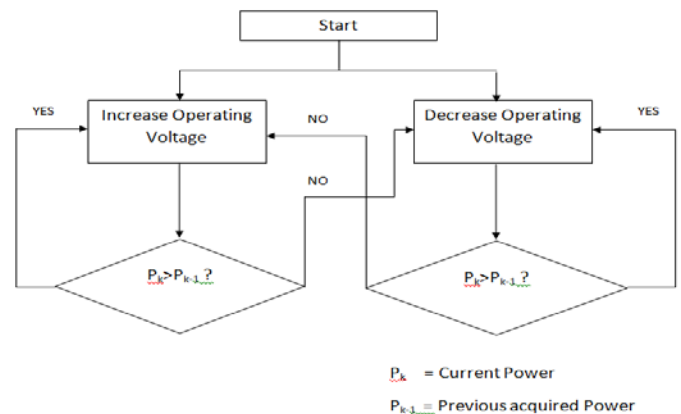 Start
YES
Increase Operating
Voltage
NO
Decrease Operating
Voltage
YES
NO
Pk>Pk-1 ?
Pk>Pk-1 ?
Pk = Current Power
Pk-1 = Previous acquired Power